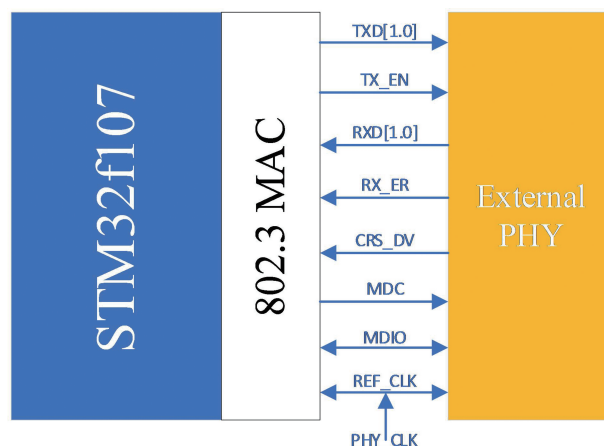 STM32f107
802.3 MAC
TXD[1.0]
TX_EN
RXD[1.0]
RX_ER
CRS_DV
MDC
MDIO
REF_CLK
PHY_CLK
External
PHY